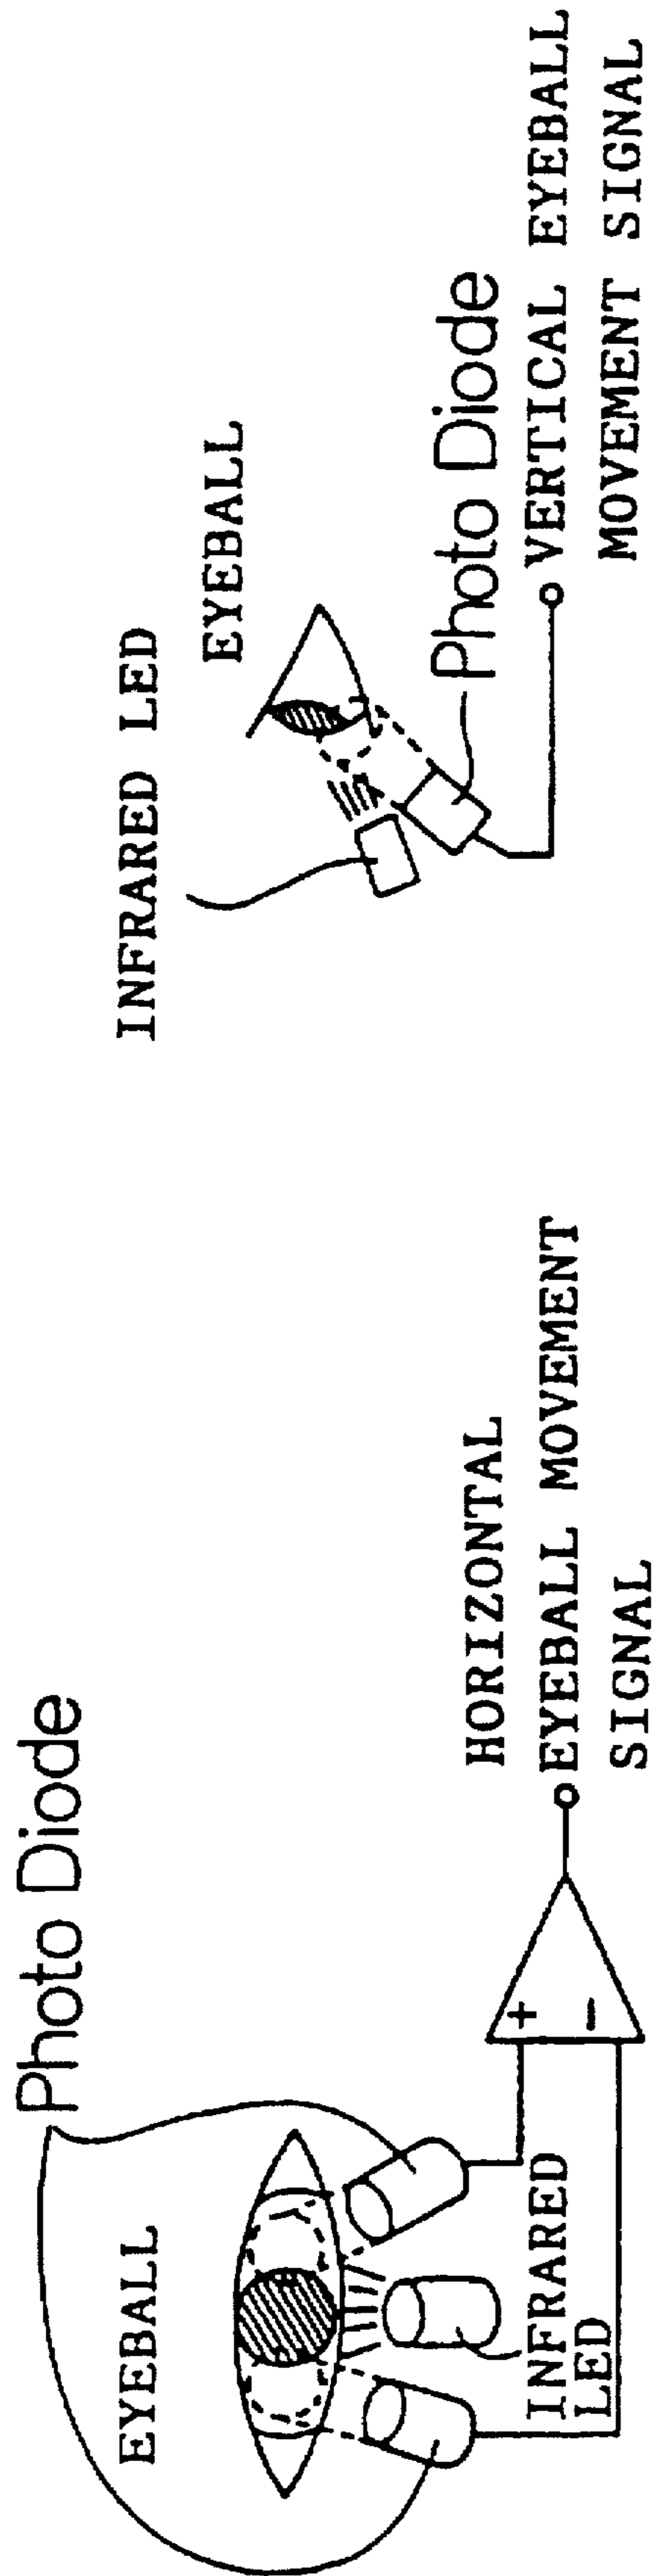 Photo Diode
EYEBALL
INFRARED
LED
+
−
HORIZONTAL
EYEBALL MOVEMENT
SIGNAL
INFRARED LED
EYEBALL
Photo Diode
VERTICAL EYEBALL
MOVEMENT SIGNAL